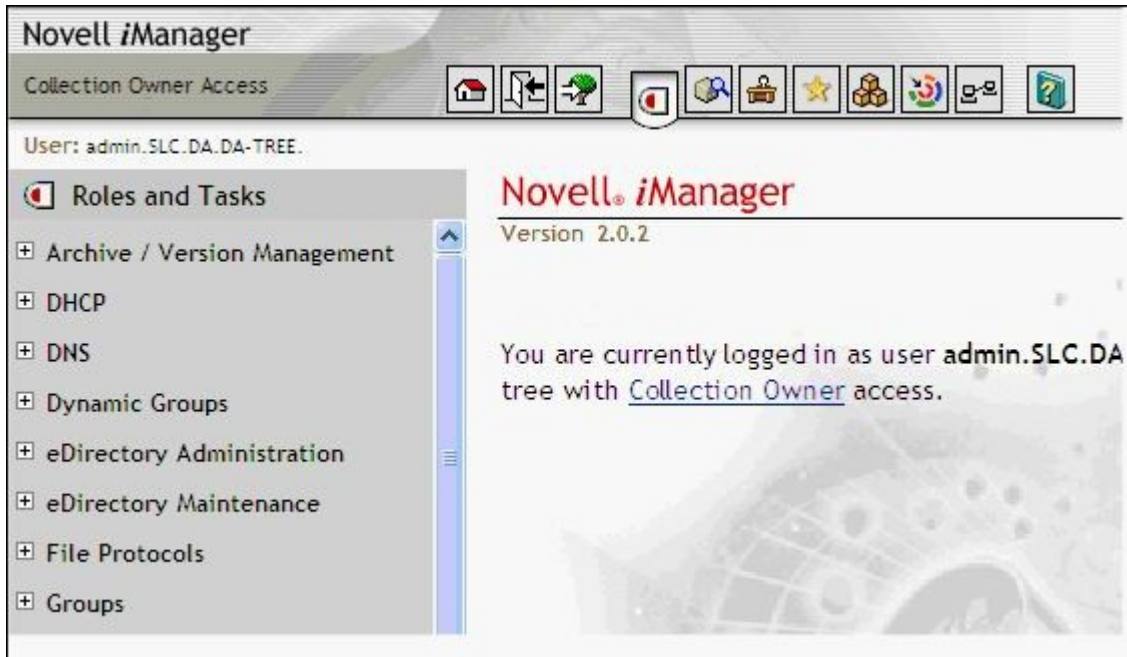 Novell iManager
Collection Owner Access
User: admin.SLC.DA.DA-TREE.
Roles and Tasks
Archive / Version Management
DHCP
DNS
Dynamic Groups
eDirectory Administration
eDirectory Maintenance
File Protocols
Groups
Novell® iManager
Version 2.0.2
You are currently logged in as user admin.SLC.DA
tree with Collection Owner access.